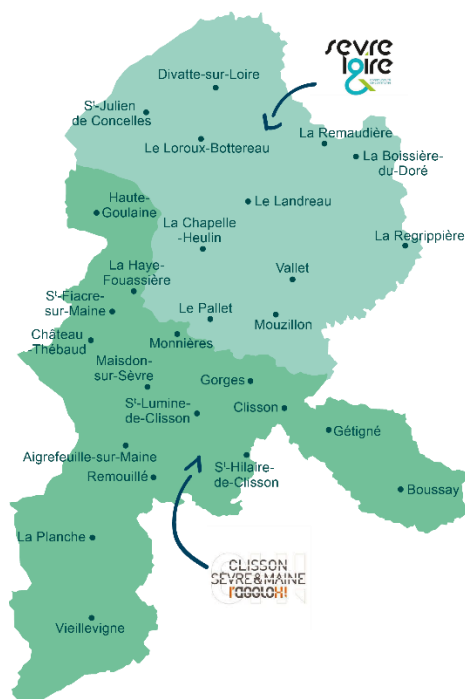 sevre
loire
Divatte-sur-Loire
Sᵗ-Julien
de Concelles
La Remaudière
Le Loroux-Bottereau
La Boissière-
du-Doré
Haute-
Goulaine
Le Landreau
La Chapelle
-Heulin
La Regrippière
La Haye-
Fouassière
Vallet
Sᵗ-Fiacre-
sur-Maine
Le Pallet
Mouzillon
Château
-Thébaud
Monnières
Maisdon-
sur-Sèvre
Gorges
Sᵗ-Lumine-
de-Clisson
Clisson
Gétigné
Aigrefeuille-sur-Maine
Remouillé
Sᵗ-Hilaire-
de-Clisson
Boussay
La Planche
CLISSON
SÈVRE&MAINE
l'aggloh!
Vieillevigne